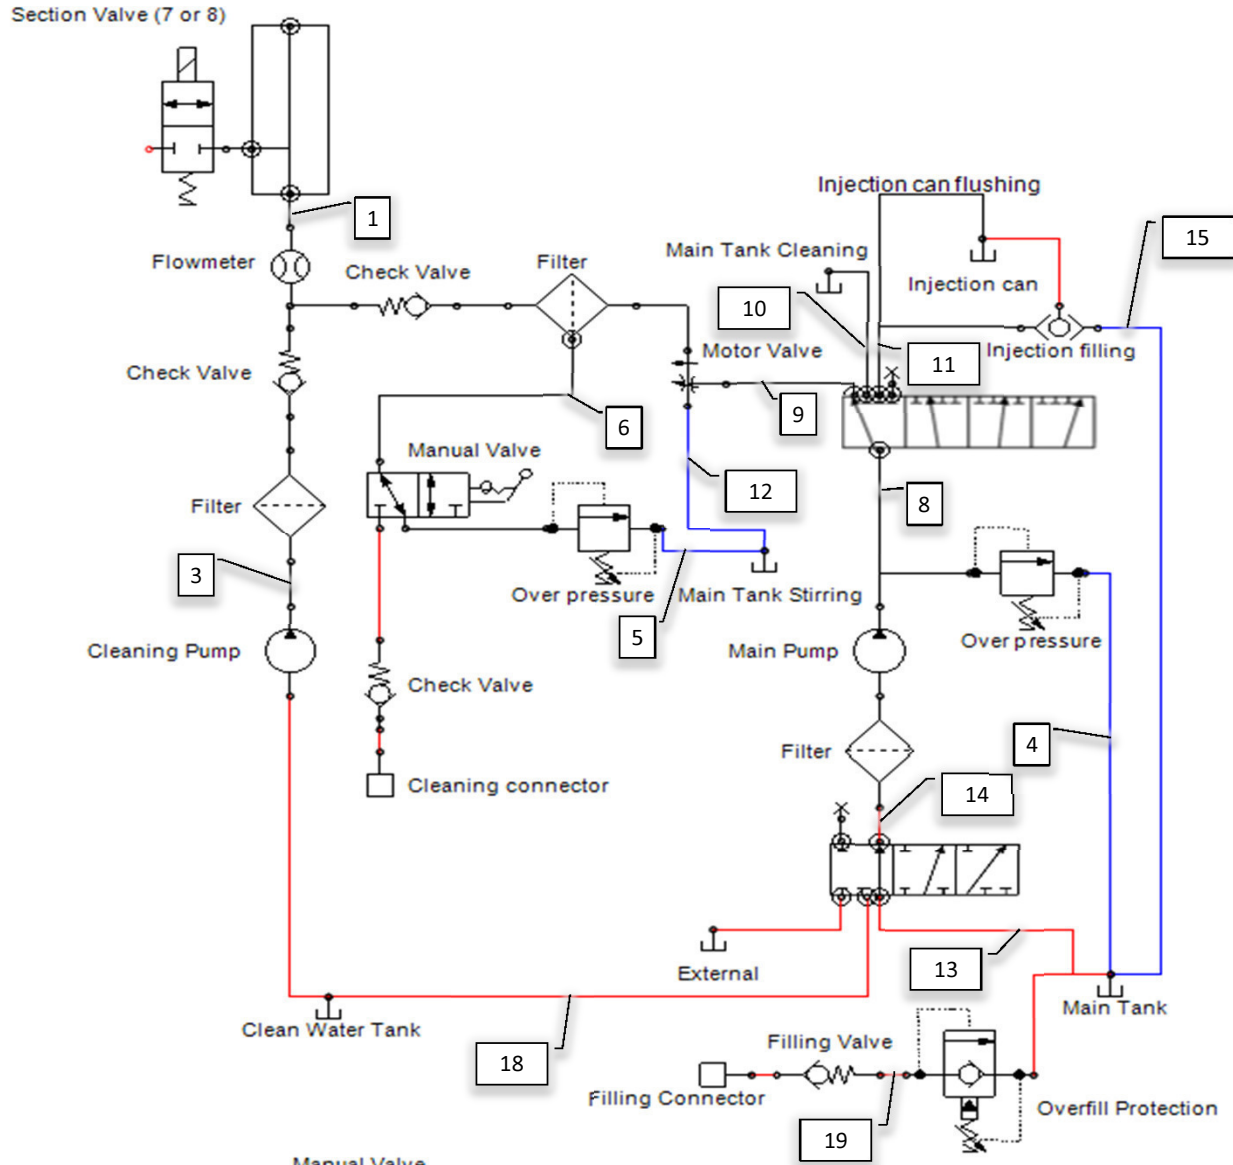 Section Valve (7 or 8)
1
Injection can flushing
15
Flowmeter
Check Valve
Filter
Main Tank Cleaning
Injection can
10
Motor Valve
11
Injection filling
Check Valve
9
6
Manual Valve
12
8
Filter
3
Over pressure
Main Tank Stirring
5
Cleaning Pump
Main Pump
Over pressure
Check Valve
4
Filter
Cleaning connector
14
External
13
Main Tank
Clean Water Tank
18
Filling Valve
Filling Connector
19
Overfill Protection
Manual Valve